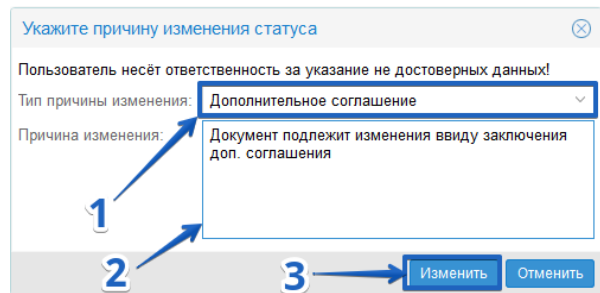 Укажите причину изменения статуса
Пользователь несёт ответственность за указание не достоверных данных!
Тип причины изменения: Дополнительное соглашение
Причина изменения: Документ подлежит изменения ввиду заключения
доп. соглашения
1
2
3
Изменить Отменить